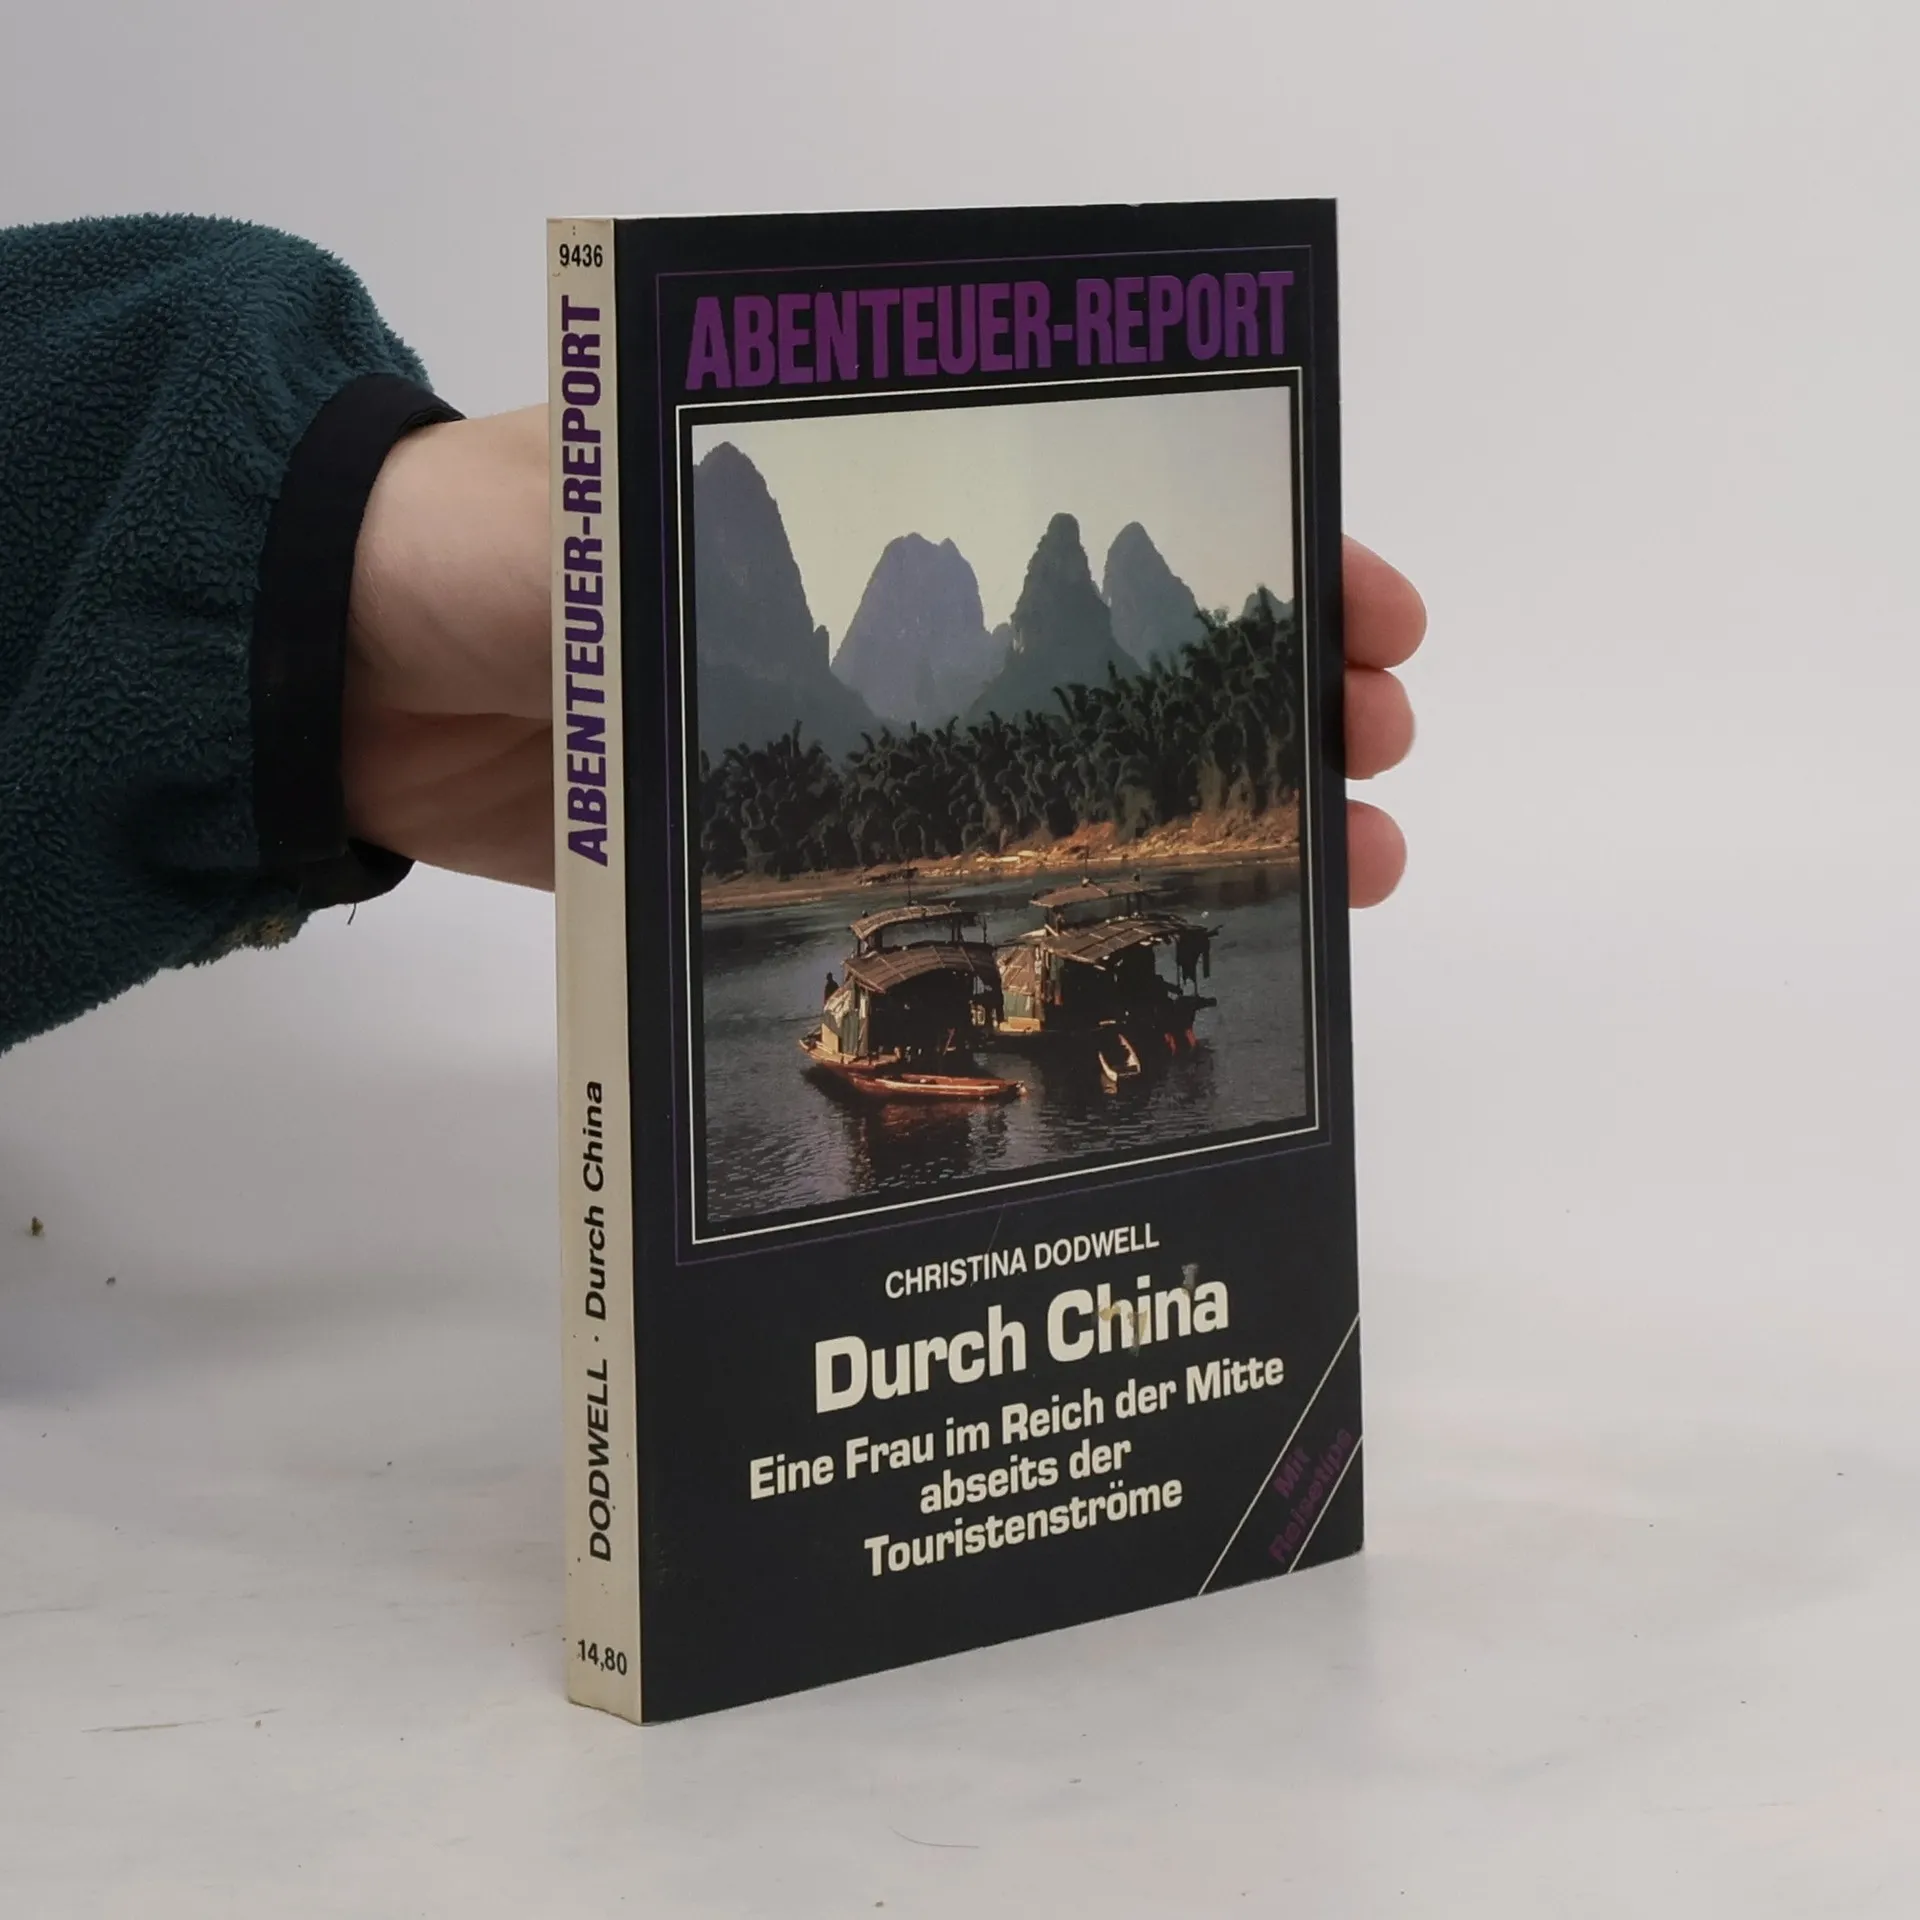 9436
ABENTEUER-REPORT
DODWELL · Durch China
14,80
ABENTEUER-REPORT
CHRISTINA DODWELL
Durch China
Eine Frau im Reich der Mitte
abseits der
Touristenströme
Mit
Reisetips